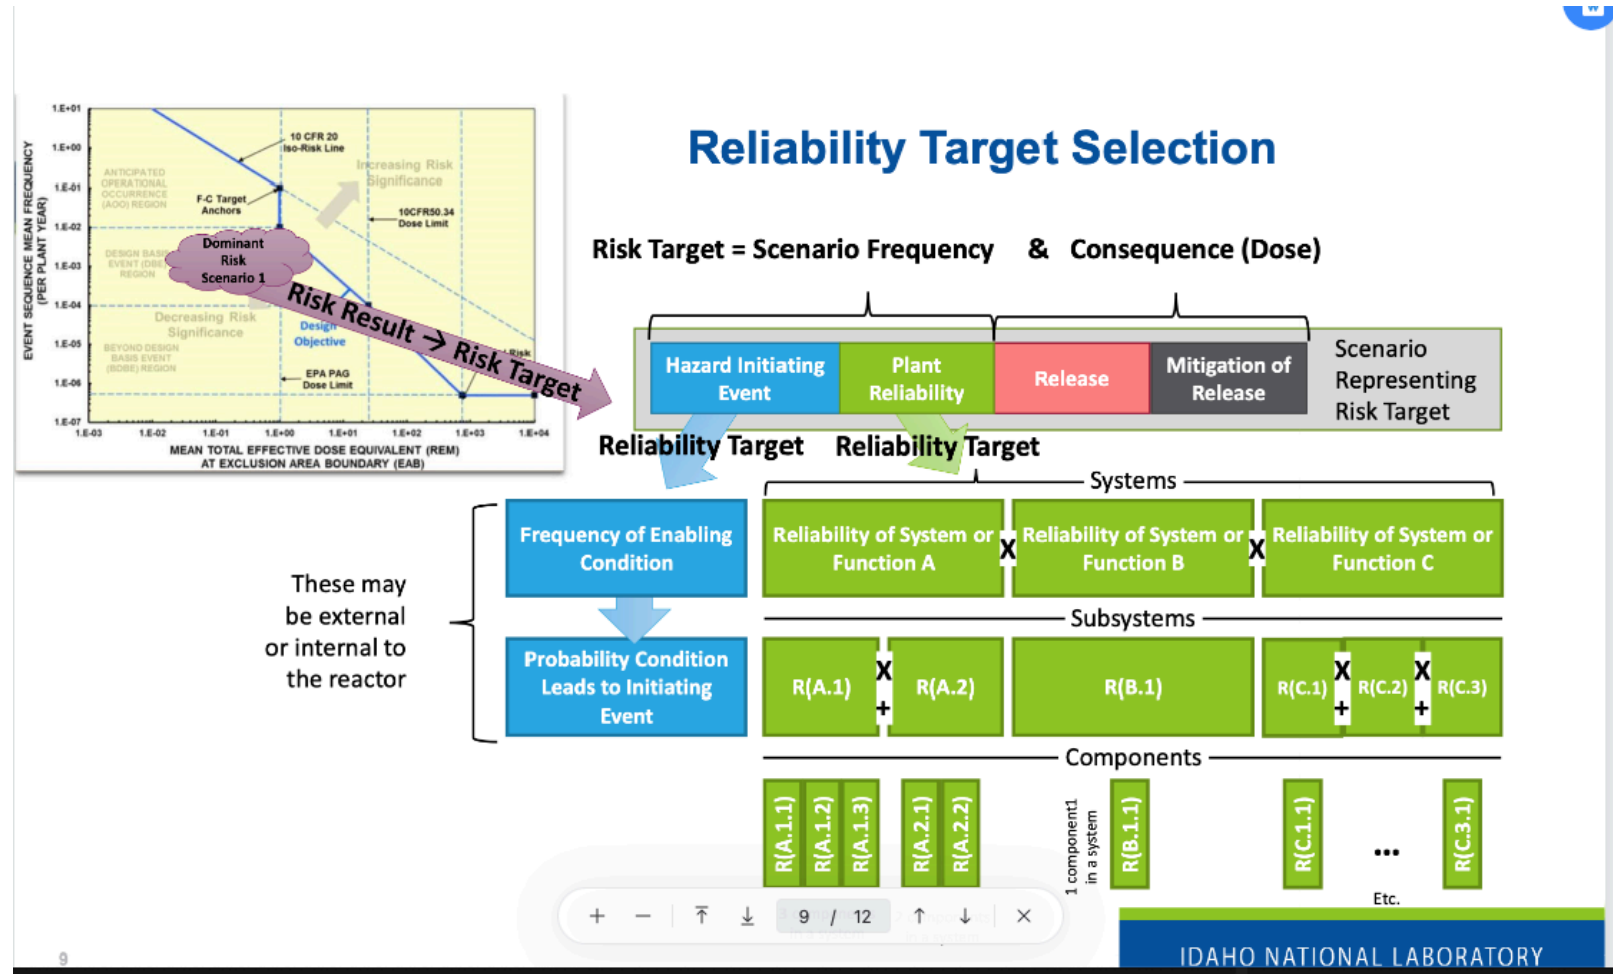 Reliability Target Selection
1.E+01
1.E+00
1.E-01
1.E-02
1.E-03
1.E-04
1.E-05
1.E-06
1.E-07
EVENT SEQUENCE MEAN FREQUENCY
(PER PLANT YEAR)
10 CFR 20
Iso-Risk Line
Increasing Risk
Significance
ANTICIPATED
OPERATIONAL
OCCURRENCE
(AOO) REGION
F-C Target
Anchors
10CFR50.34
Dose Limit
Dominant
Risk
Scenario 1
DESIGN BASIS
EVENT (DBE)
REGION
Risk Result → Risk Target
Decreasing Risk
Significance
Design
Objective
Risk
BEYOND DESIGN
BASIS EVENT
(BDBE) REGION
EPA PAG
Dose Limit
1.E-03 1.E-02 1.E-01 1.E+00 1.E+01 1.E+02 1.E+03 1.E+04
MEAN TOTAL EFFECTIVE DOSE EQUIVALENT (REM)
AT EXCLUSION AREA BOUNDARY (EAB)
Risk Target = Scenario Frequency & Consequence (Dose)
Hazard Initiating
Event
Plant
Reliability
Release
Mitigation of
Release
Scenario
Representing
Risk Target
Reliability Target Reliability Target
Systems
These may
be external
or internal to
the reactor
Frequency of Enabling
Condition
Probability Condition
Leads to Initiating
Event
Reliability of System or
Function A
X
Reliability of System or
Function B
X
Reliability of System or
Function C
Subsystems
R(A.1) X + R(A.2)
R(B.1)
R(C.1) X + R(C.2) X + R(C.3)
Components
R(A.1.1)
R(A.1.2)
R(A.1.3)
R(A.2.1)
R(A.2.2)
1 component1
in a system
R(B.1.1)
R(C.1.1)
...
R(C.3.1)
Etc.
9 / 12
9
IDAHO NATIONAL LABORATORY